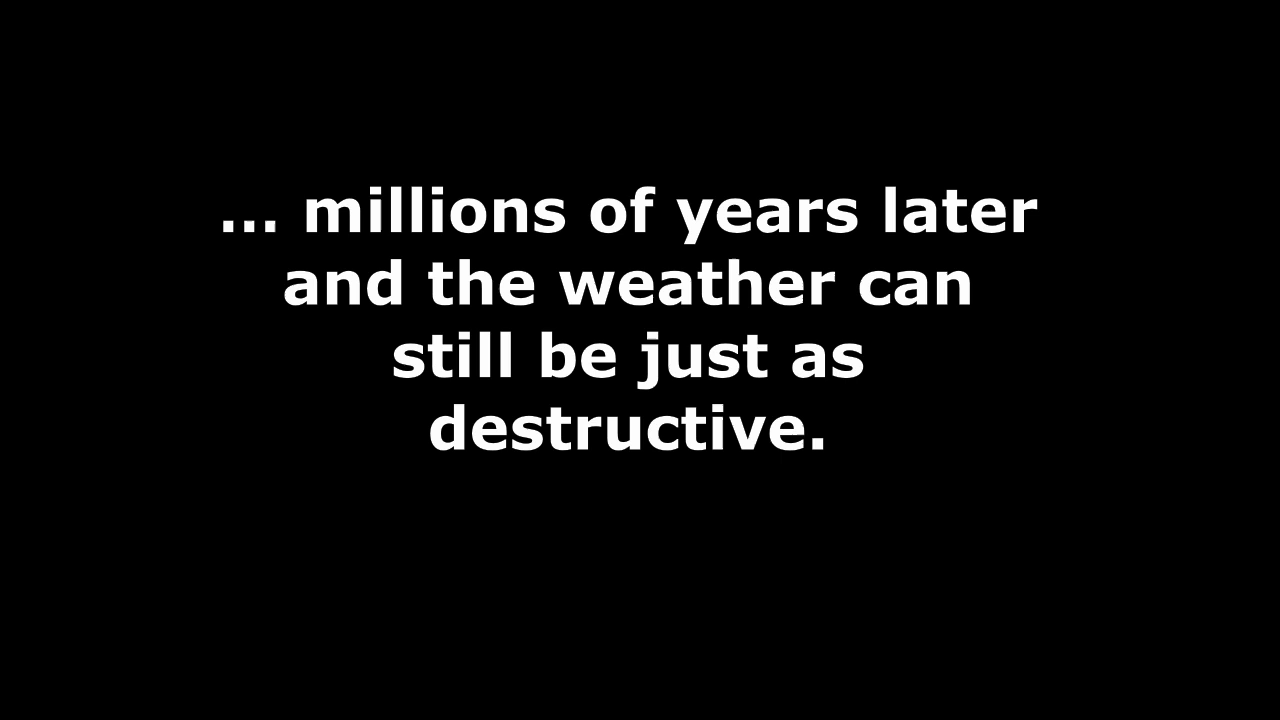 ... millions of years later
and the weather can
still be just as
destructive.